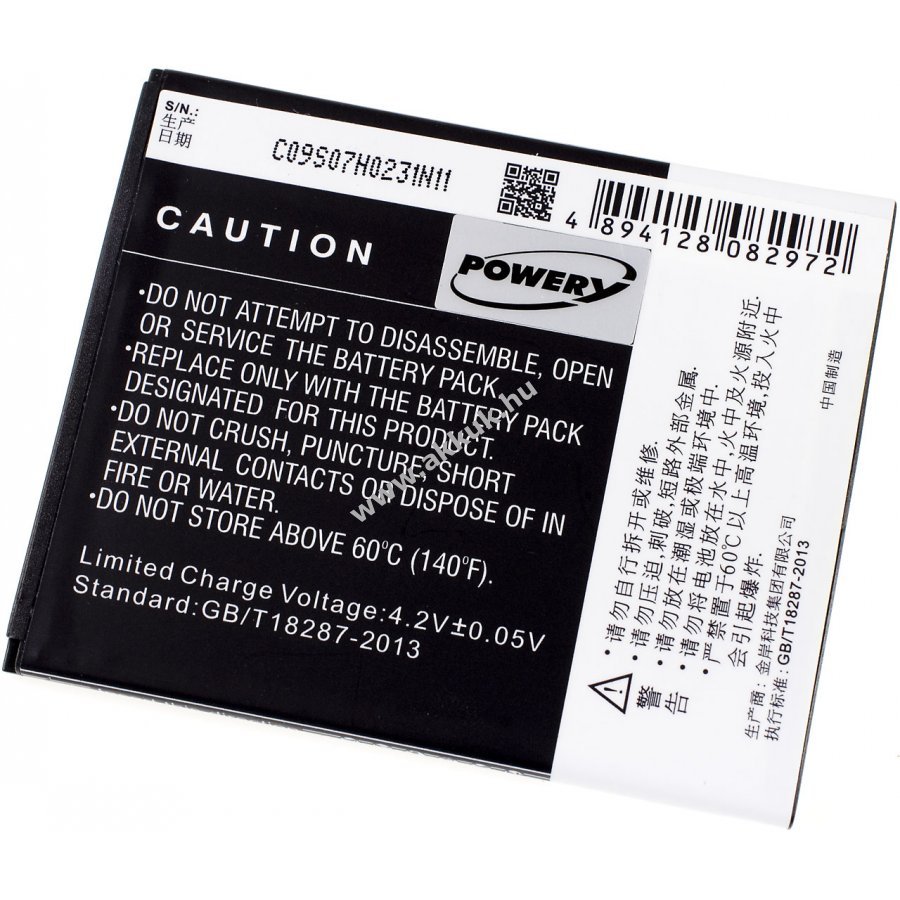 S/N.:
生产
日期
C09S07H0231N11
4 894128 082972
CAUTION
POWERY
•DO NOT ATTEMPT TO DISASSEMBLE, OPEN
OR SERVICE THE BATTERY PACK.
•REPLACE ONLY WITH THE BATTERY PACK
DESIGNATED FOR THIS PRODUCT.
•DO NOT CRUSH, PUNCTURE, SHORT
EXTERNAL CONTACTS OR DISPOSE OF IN
FIRE OR WATER.
•DO NOT STORE ABOVE 60°C (140°F).
Limited Charge Voltage:4.2V±0.05V
Standard:GB/T18287-2013
www.akkuk.hu
警
告
•请勿自行拆开或维修.
•请勿压迫,刺破,短路外部金属.
•请勿放在潮湿或极端环境中.
•请勿将电池放在水中,火中及火源附近.
•严禁置于60℃以上高温环境,投入火中
会引起爆炸.
生产商: 金岸科技集团有限公司
执行标准: GB/T18287-2013
中国制造